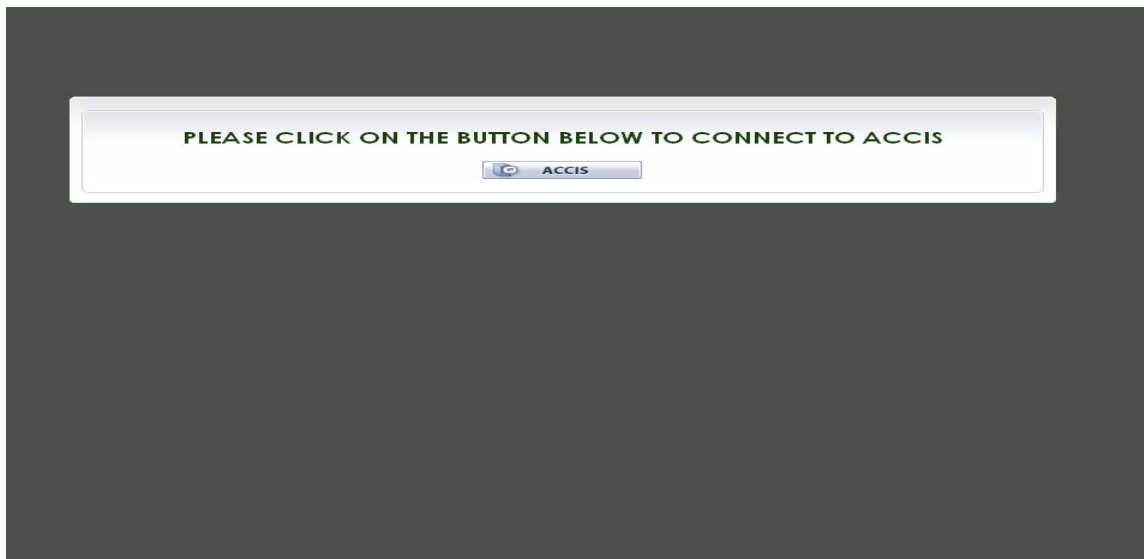 PLEASE CLICK ON THE BUTTON BELOW TO CONNECT TO ACCIS
ACCIS